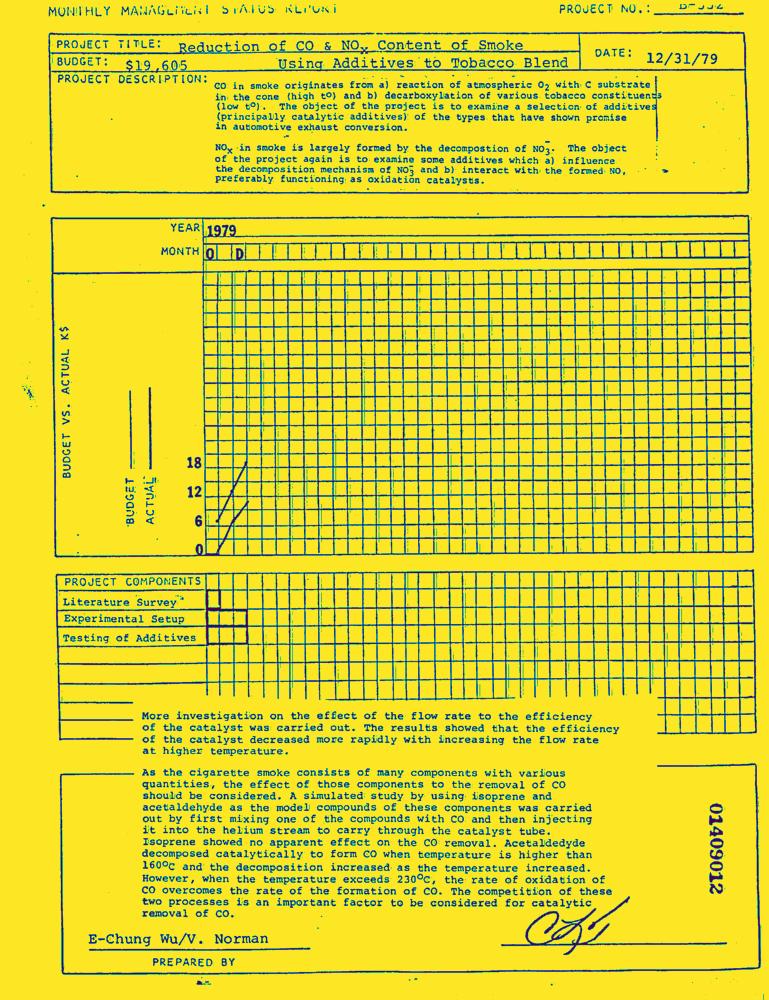 MONTHLY MANAGEMENT STATUS REPORT
PROJECT NO.:
PROJECT TITLE: Reduction of CO & NOx Content of Smoke
Using Additives to Tobacco Blend
BUDGET: $19,605
DATE: 12/31/79
PROJECT DESCRIPTION:
CO in smoke originates from a) reaction of atmospheric O2 with C substrate
in the cone (high tº) and b) decarboxylation of various tobacco constituents
(low tº). The object of the project is to examine a selection of additives
(principally catalytic additives) of the types that have shown promise
in automotive exhaust conversion.
NOx in smoke is largely formed by the decompostion of NO3-. The object
of the project again is to examine some additives which a) influence
the decomposition mechanism of NO3- and b) interact with the formed NO,
preferably functioning as oxidation catalysts.
YEAR 1979
MONTH O D
BUDGET VS. ACTUAL K$
BUDGET
ACTUAL
18
12
6
0
PROJECT COMPONENTS
Literature Survey
Experimental Setup
Testing of Additives
More investigation on the effect of the flow rate to the efficiency
of the catalyst was carried out. The results showed that the efficiency
of the catalyst decreased more rapidly with increasing the flow rate
at higher temperature.
As the cigarette smoke consists of many components with various
quantities, the effect of those components to the removal of CO
should be considered. A simulated study by using isoprene and
acetaldehyde as the model compounds of these components was carried
out by first mixing one of the compounds with CO and then injecting
it into the helium stream to carry through the catalyst tube.
Isoprene showed no apparent effect on the CO removal. Acetaldedyde
decomposed catalytically to form CO when temperature is higher than
160ºC and the decomposition increased as the temperature increased.
However, when the temperature exceeds 230ºC, the rate of oxidation of
CO overcomes the rate of the formation of CO. The competition of these
two processes is an important factor to be considered for catalytic
removal of CO.
01409012
E-Chung Wu/V. Norman
PREPARED BY